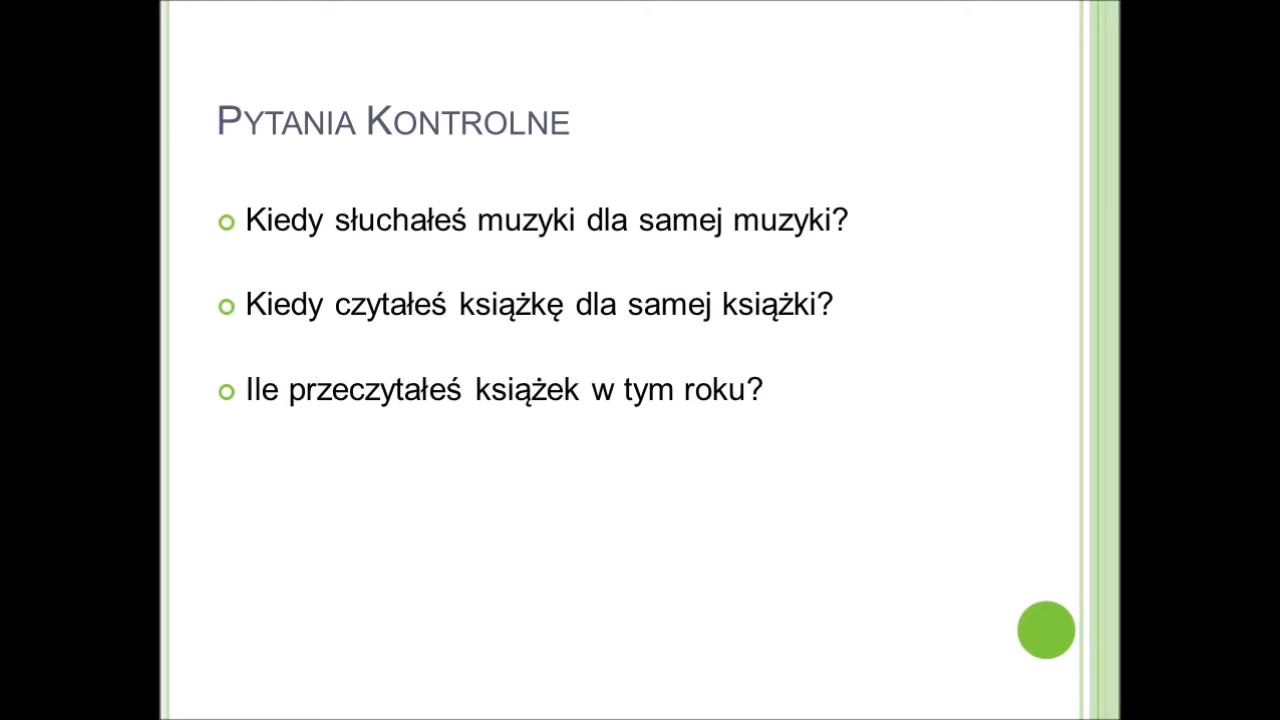 Pytania Kontrolne
Kiedy słuchałeś muzyki dla samej muzyki?
Kiedy czytałeś książkę dla samej książki?
Ile przeczytałeś książek w tym roku?